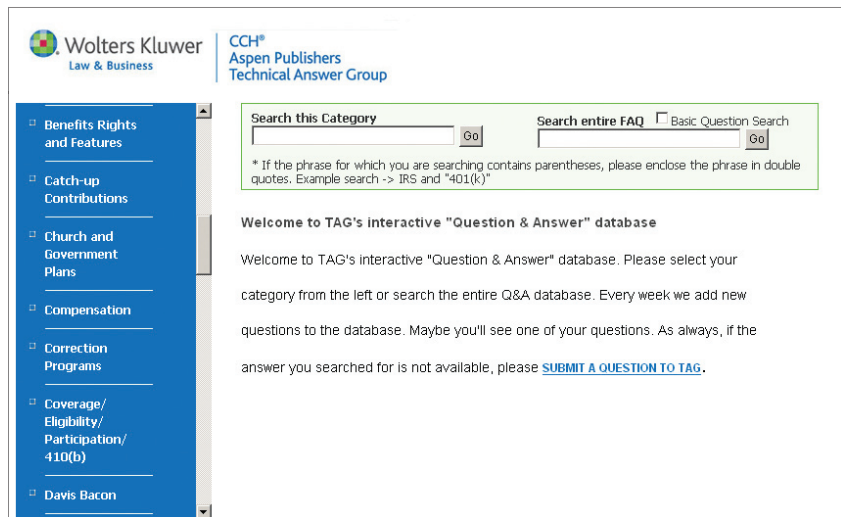 Wolters Kluwer
Law & Business
CCH®
Aspen Publishers
Technical Answer Group
Benefits Rights
and Features
Catch-up
Contributions
Church and
Government
Plans
Compensation
Correction
Programs
Coverage/
Eligibility/
Participation/
410(b)
Davis Bacon
Search this Category
Go
Search entire FAQ Basic Question Search
Go
* If the phrase for which you are searching contains parentheses, please enclose the phrase in double
quotes. Example search -> IRS and "401(k)"
Welcome to TAG's interactive "Question & Answer" database
Welcome to TAG's interactive "Question & Answer" database. Please select your
category from the left or search the entire Q&A database. Every week we add new
questions to the database. Maybe you'll see one of your questions. As always, if the
answer you searched for is not available, please SUBMIT A QUESTION TO TAG.